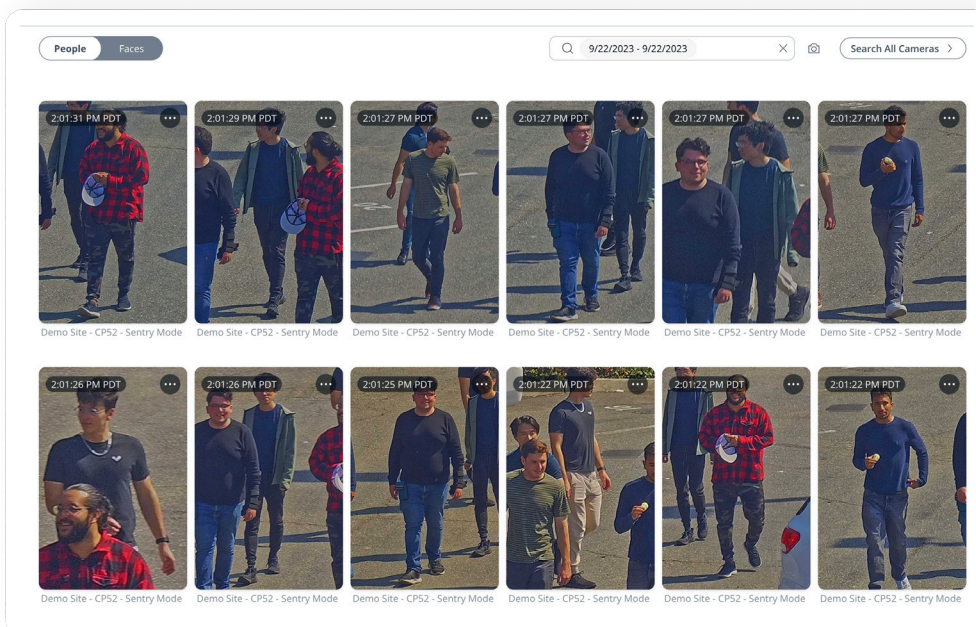 People Faces 9/22/2023 - 9/22/2023 Search All Cameras
2:01:31 PM PDT 2:01:29 PM PDT 2:01:27 PM PDT 2:01:27 PM PDT 2:01:27 PM PDT 2:01:27 PM PDT
Demo Site - CP52 - Sentry Mode Demo Site - CP52 - Sentry Mode Demo Site - CP52 - Sentry Mode Demo Site - CP52 - Sentry Mode Demo Site - CP52 - Sentry Mode Demo Site - CP52 - Sentry Mode
2:01:26 PM PDT 2:01:26 PM PDT 2:01:25 PM PDT 2:01:22 PM PDT 2:01:22 PM PDT 2:01:22 PM PDT
Demo Site - CP52 - Sentry Mode Demo Site - CP52 - Sentry Mode Demo Site - CP52 - Sentry Mode Demo Site - CP52 - Sentry Mode Demo Site - CP52 - Sentry Mode Demo Site - CP52 - Sentry Mode